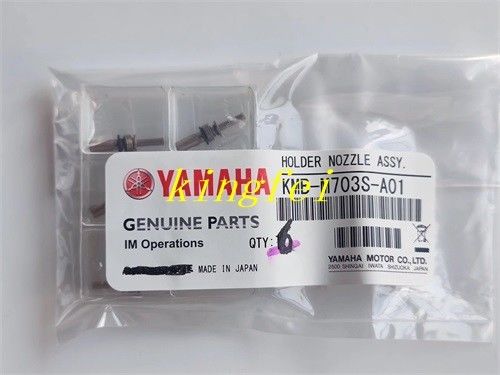 HOLDER NOZZLE ASSY.
YAMAHA
KMB-M703S-A01
kingfei
GENUINE PARTS
IM Operations
QTY: 6
MADE IN JAPAN
YAMAHA MOTOR CO., LTD.
2500 SHINGAI IWATA SHIZUOKA JAPAN